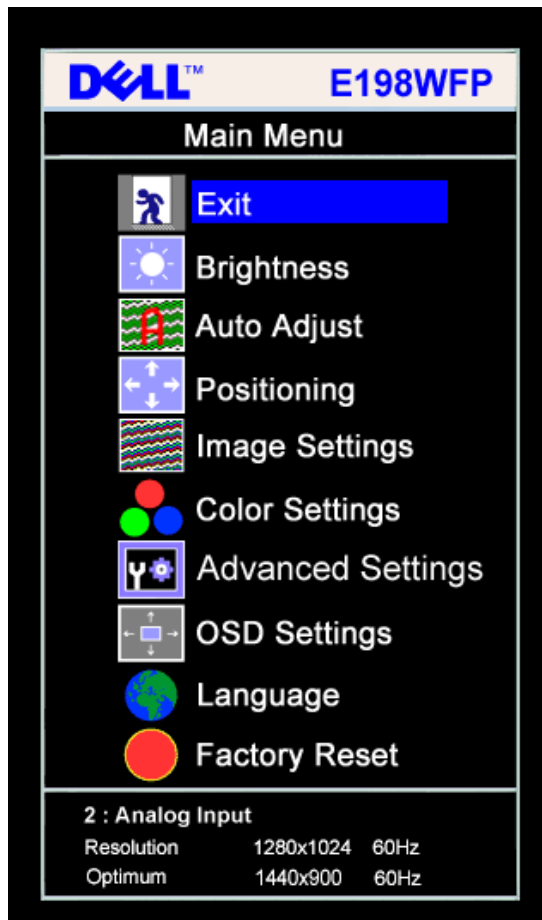 DELL™ E198WFP
Main Menu
Exit
Brightness
Auto Adjust
Positioning
Image Settings
Color Settings
Advanced Settings
OSD Settings
Language
Factory Reset
2 : Analog Input
Resolution 1280x1024 60Hz
Optimum 1440x900 60Hz